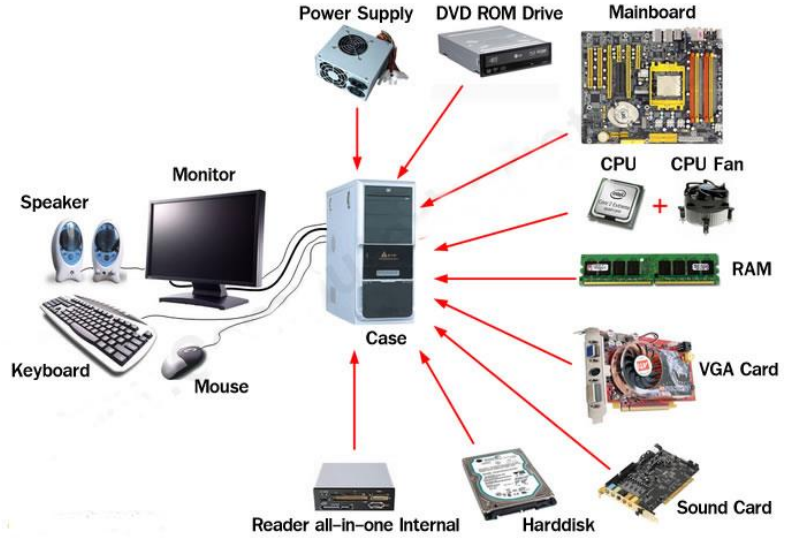 Power Supply
DVD ROM Drive
Mainboard
CPU
CPU Fan
Monitor
Speaker
+
RAM
Case
Keyboard
Mouse
VGA Card
Reader all-in-one Internal
Harddisk
Sound Card